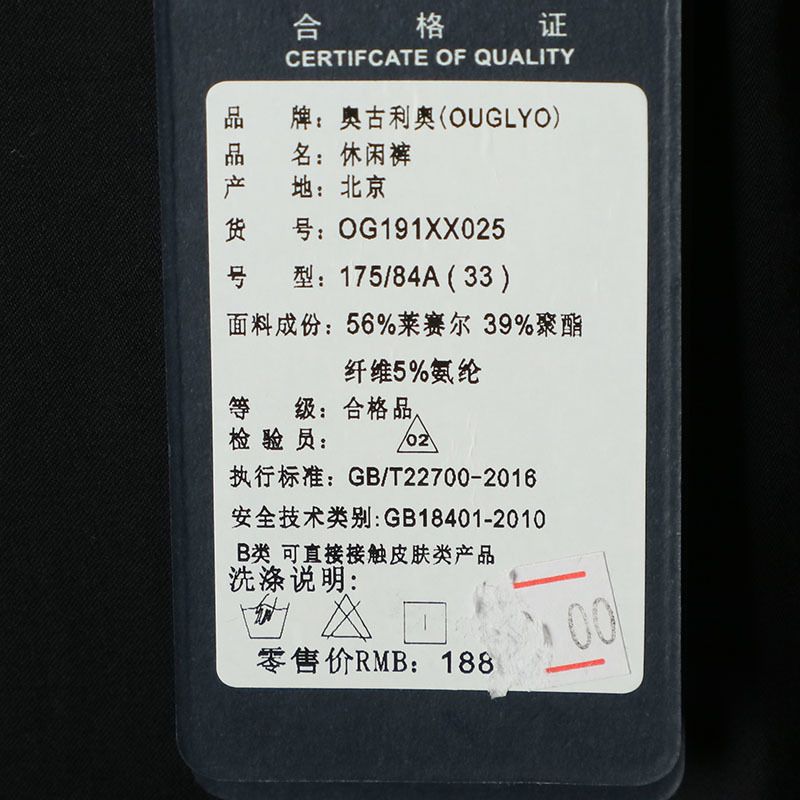 合格证
CERTIFCATE OF QUALITY
品牌：奥古利奥(OUGLYO)
品名：休闲裤
产地：北京
货号：OG191XX025
号型：175/84A(33)
面料成份：56%莱赛尔 39%聚酯
纤维5%氨纶
等级：合格品
检验员：02
执行标准：GB/T22700-2016
安全技术类别:GB18401-2010
B类 可直接接触皮肤类产品
洗涤说明:
.00
零售价RMB：188